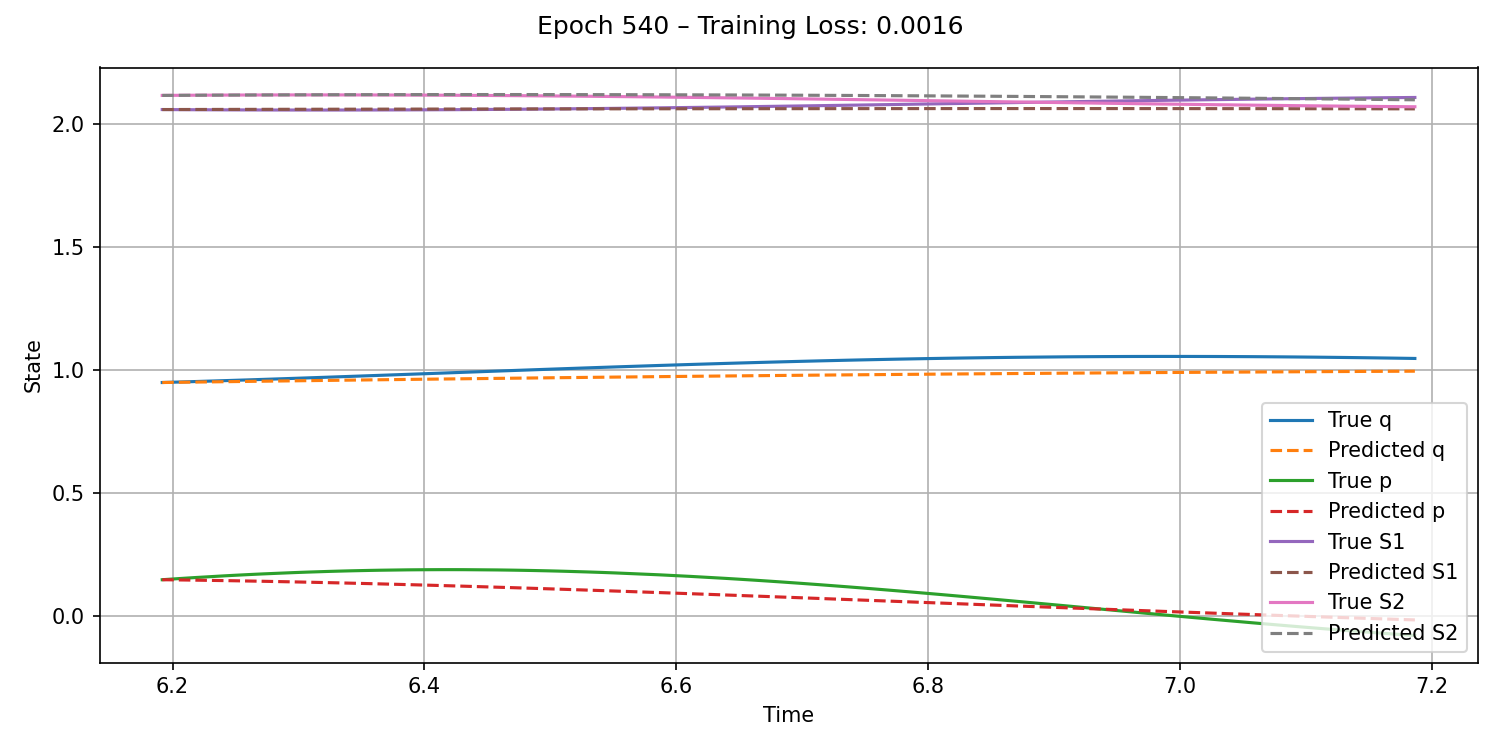 Epoch 540 – Training Loss: 0.0016
State
2.0
1.5
1.0
0.5
0.0
True q
Predicted q
True p
Predicted p
True S1
Predicted S1
True S2
Predicted S2
6.2 6.4 6.6 6.8 7.0 7.2
Time